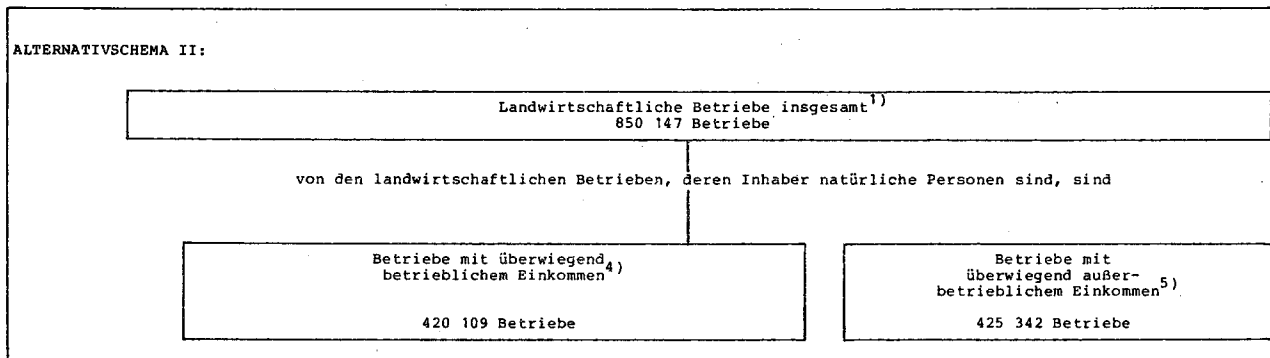 ALTERNATIVSCHEMA II:
Landwirtschaftliche Betriebe insgesamt1)
850 147 Betriebe
von den landwirtschaftlichen Betrieben, deren Inhaber natürliche Personen sind, sind
Betriebe mit überwiegend
betrieblichem Einkommen4)
420 109 Betriebe
Betriebe mit
überwiegend außer-
betrieblichem Einkommen5)
425 342 Betriebe